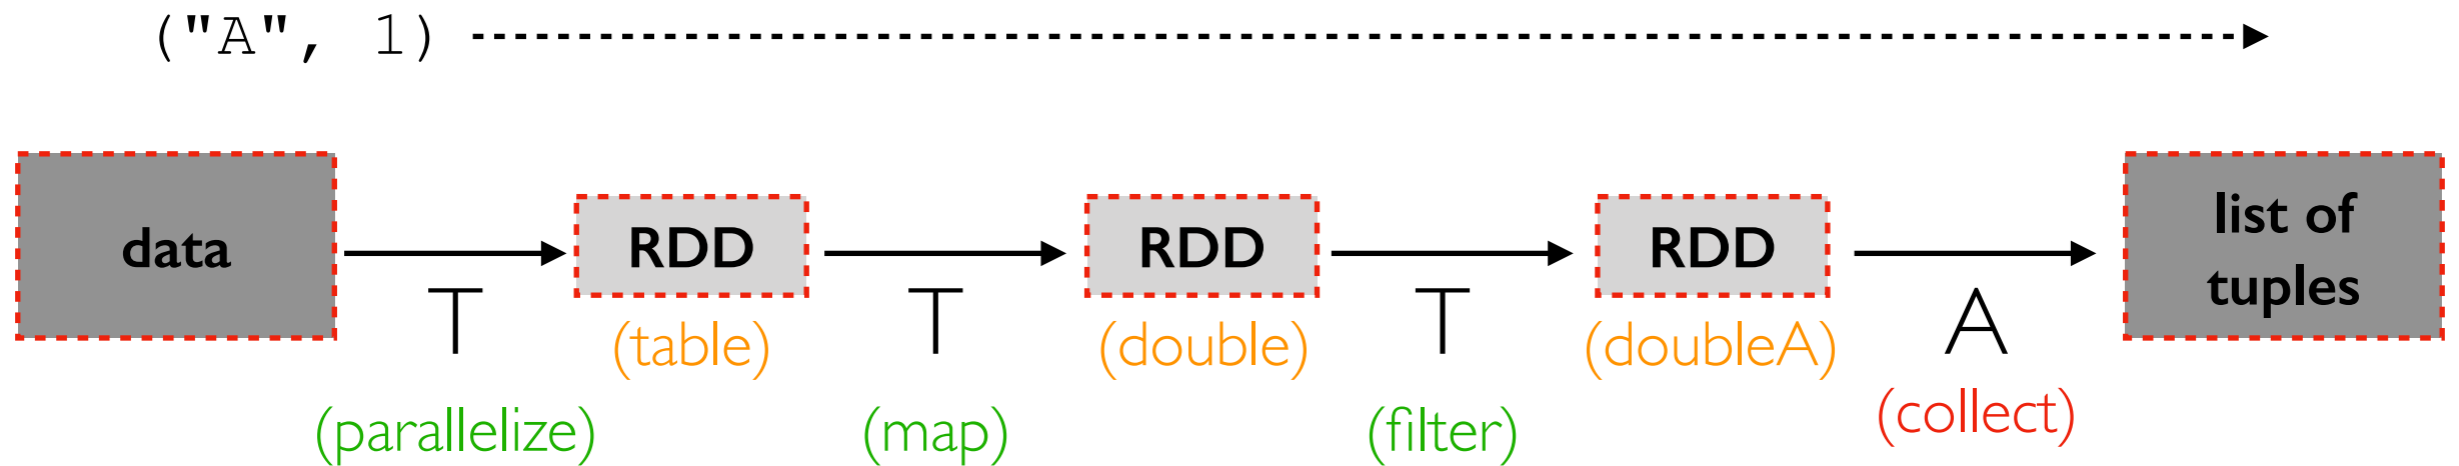 ("A", 1)
data
RDD
RDD
RDD
list of
tuples
T
T
T
A
(table)
(double)
(doubleA)
(parallelize)
(map)
(filter)
(collect)